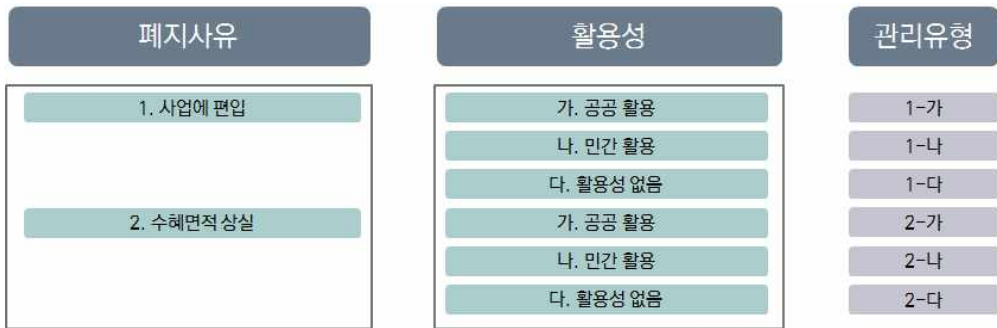 폐지사유 활용성 관리유형
1. 사업에 편입 가. 공공 활용 1-가
나. 민간 활용 1-나
다. 활용성 없음 1-다
2. 수혜면적 상실 가. 공공 활용 2-가
나. 민간 활용 2-나
다. 활용성 없음 2-다